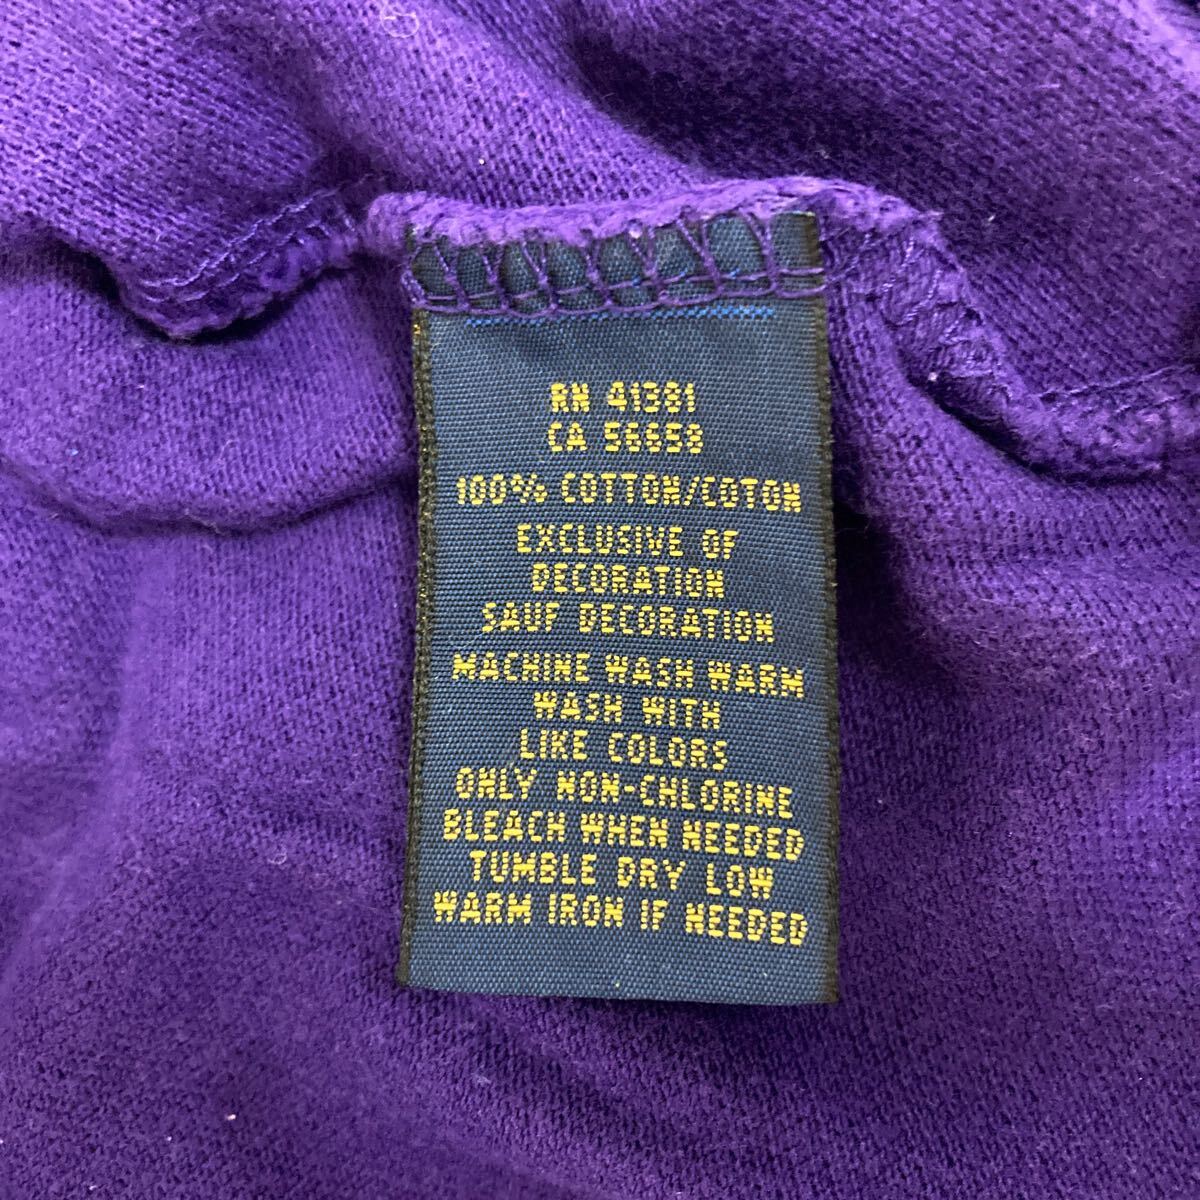 RN 41381
CA 56658
100% COTTON/COTON
EXCLUSIVE OF
DECORATION
SAUF DECORATION
MACHINE WASH WARM
WASH WITH
LIKE COLORS
ONLY NON-CHLORINE
BLEACH WHEN NEEDED
TUMBLE DRY LOW
WARM IRON IF NEEDED